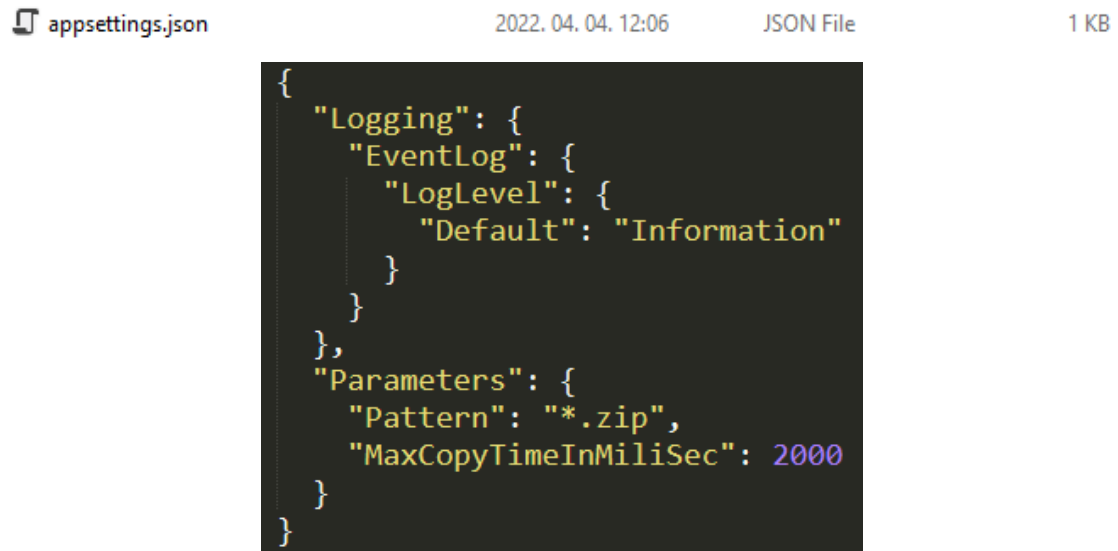 appsettings.json 2022. 04. 04. 12:06 JSON File 1 KB
{
  "Logging": {
    "EventLog": {
      "LogLevel": {
        "Default": "Information"
      }
    }
  },
  "Parameters": {
    "Pattern": "*.zip",
    "MaxCopyTimeInMiliSec": 2000
  }
}